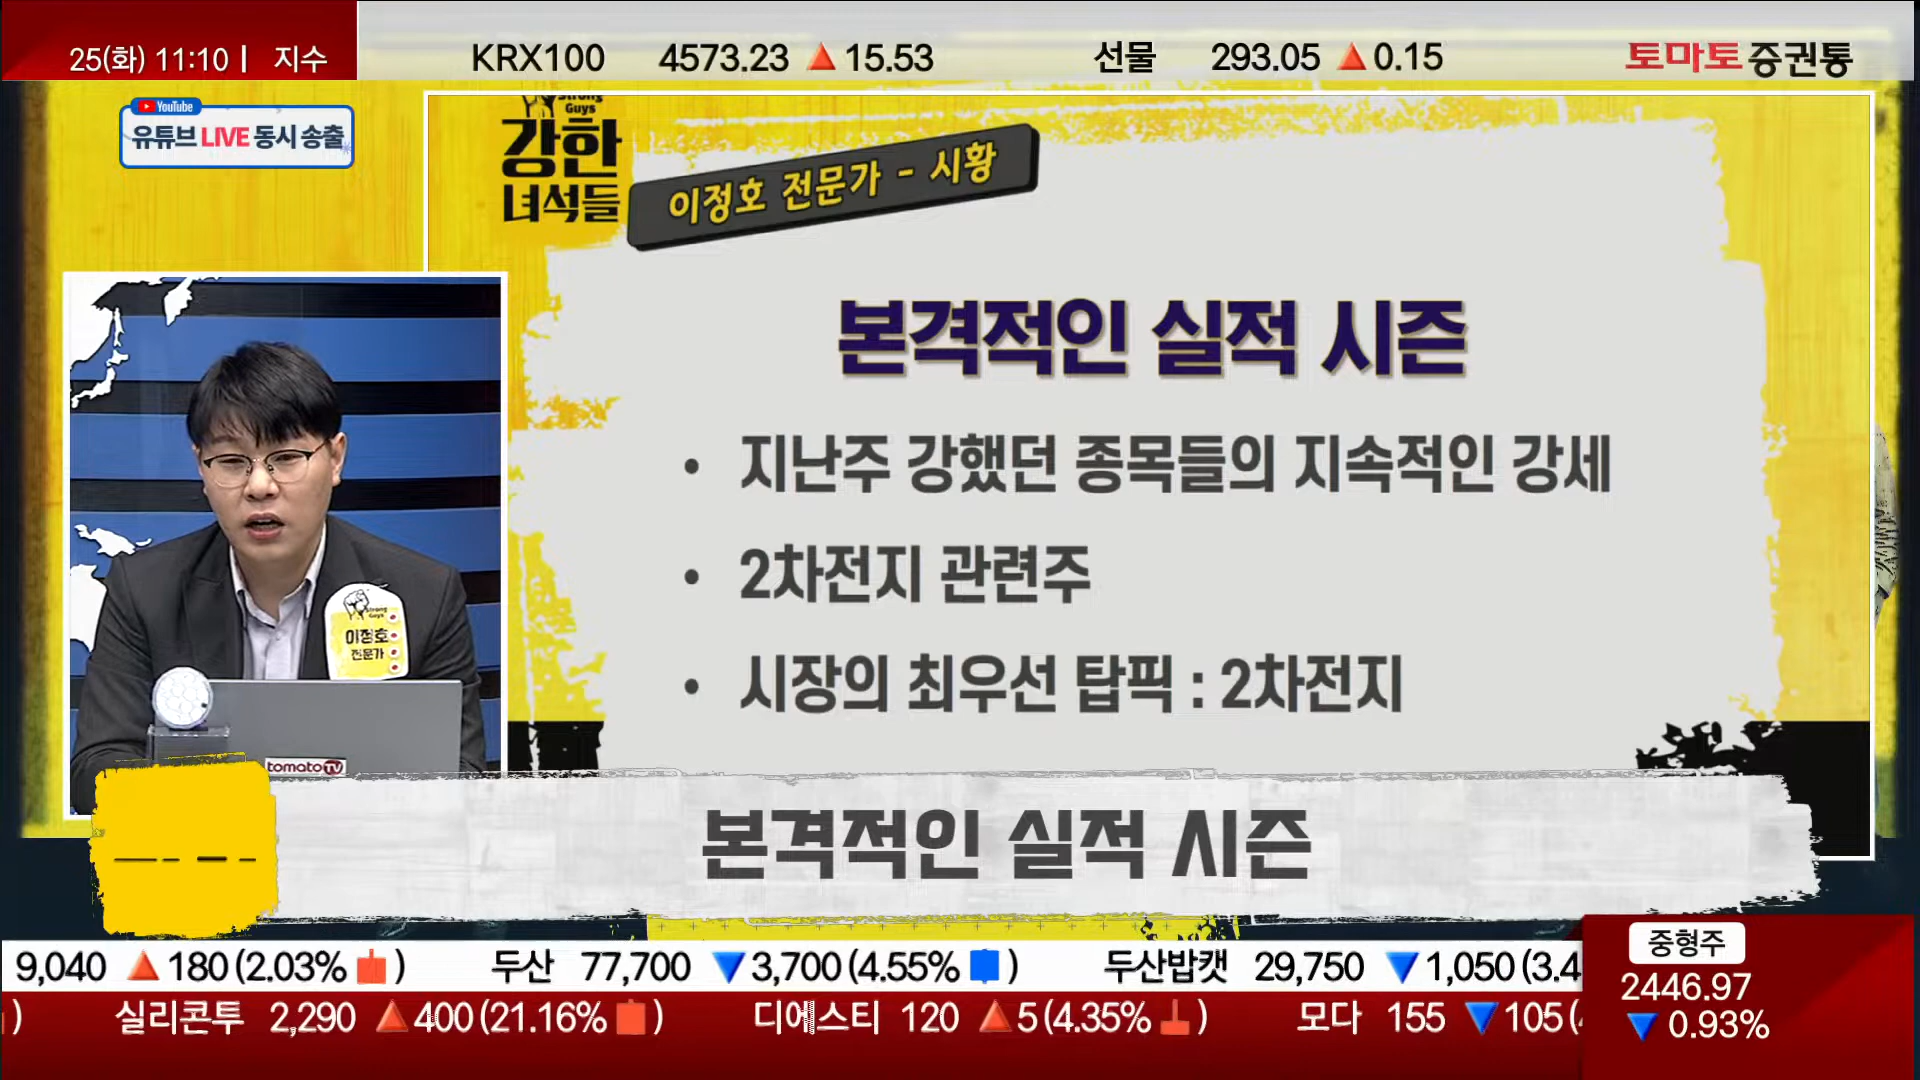 25(화) 11:10 | 지수
KRX100 4573.23 ▲15.53 선물 293.05 ▲0.15
토마토증권통
YouTube
유튜브 LIVE 동시 송출
Strong
Guys
강한
녀석들
이정호 전문가 - 시황
본격적인 실적 시즌
• 지난주 강했던 종목들의 지속적인 강세
• 2차전지 관련주
• 시장의 최우선 탑픽 : 2차전지
Strong
Guys
이정호
전문가
tomatoTV
본격적인 실적 시즌
9,040 ▲180(2.03% ) 두산 77,700 ▼3,700(4.55% ) 두산밥캣 29,750 ▼1,050(3.4
) 실리콘투 2,290 ▲400(21.16% ) 디에스티 120 ▲5(4.35% ) 모다 155 ▼105(
중형주
2446.97
▼ 0.93%